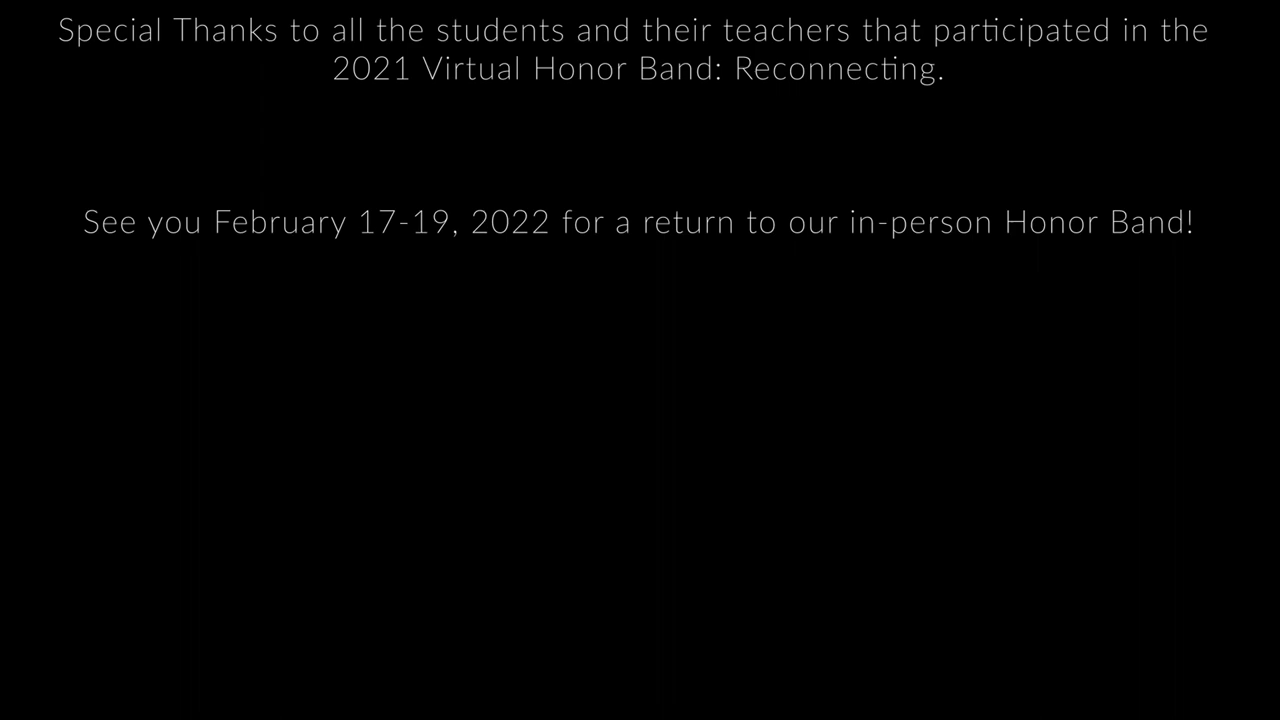 Special Thanks to all the students and their teachers that participated in the
2021 Virtual Honor Band: Reconnecting.
See you February 17-19, 2022 for a return to our in-person Honor Band!